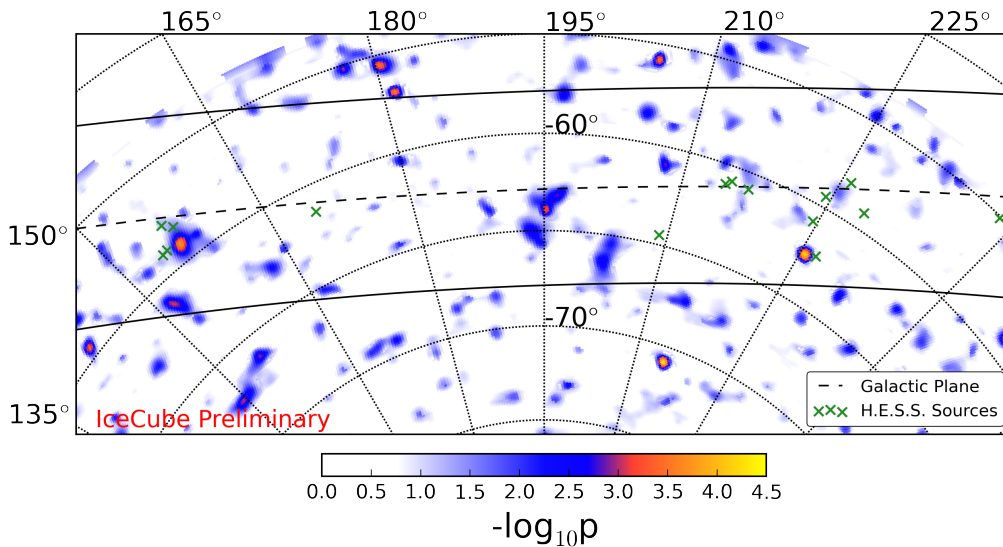 165° 180° 195° 210° 225°
-60°
150°
-70°
135°
IceCube Preliminary
Galactic Plane
H.E.S.S. Sources
0.0 0.5 1.0 1.5 2.0 2.5 3.0 3.5 4.0 4.5
-log₁₀p